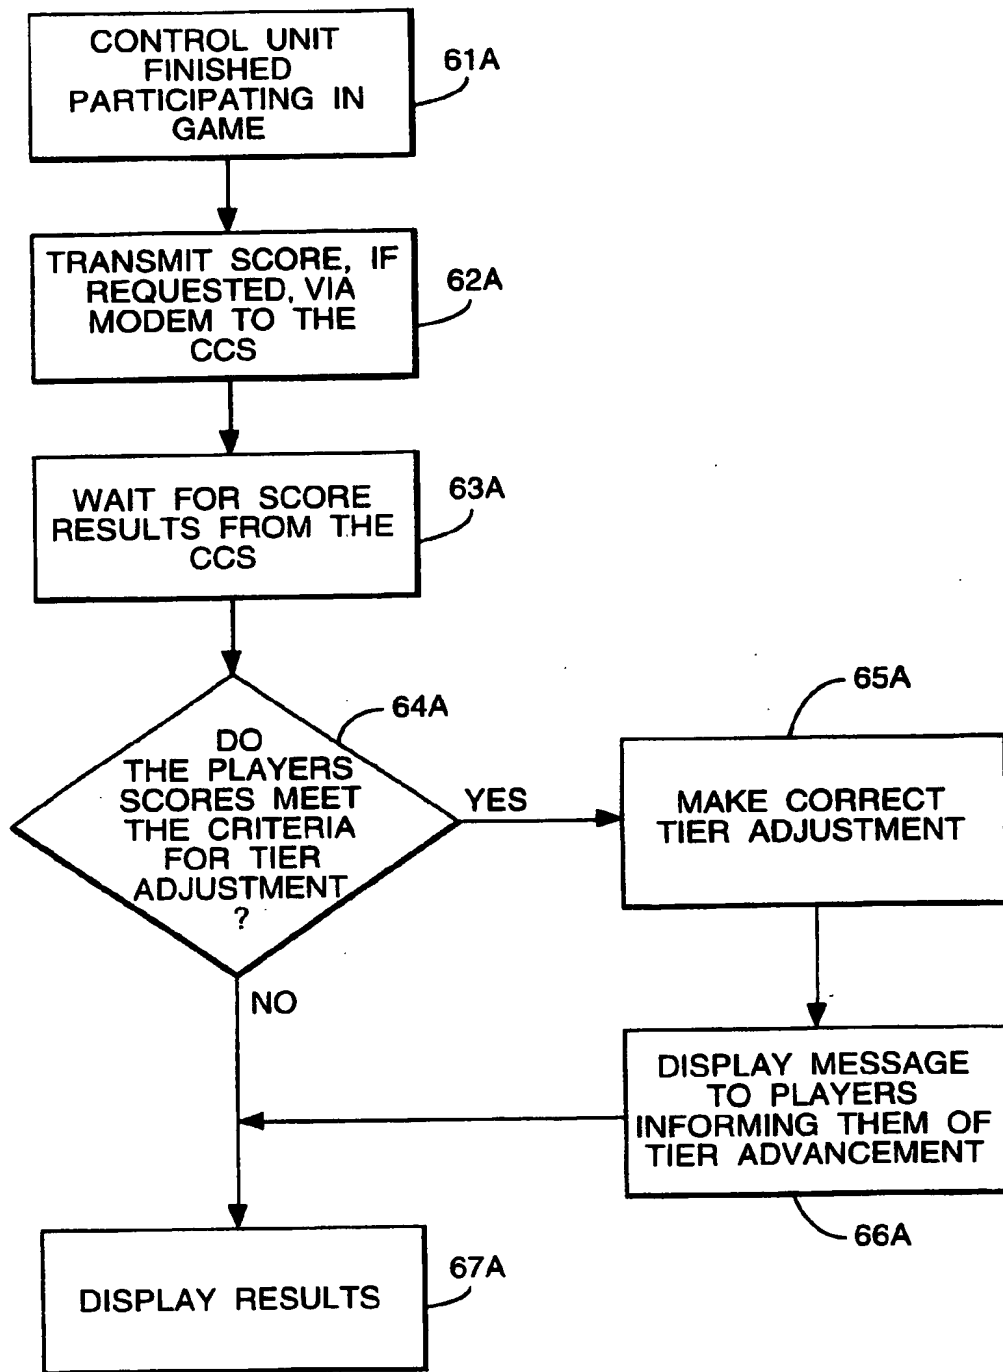 CONTROL UNIT
FINISHED
PARTICIPATING IN
GAME
61A
TRANSMIT SCORE, IF
REQUESTED, VIA
MODEM TO THE
CCS
62A
WAIT FOR SCORE
RESULTS FROM THE
CCS
63A
DO
THE PLAYERS
SCORES MEET
THE CRITERIA
FOR TIER
ADJUSTMENT
?
64A
YES
NO
MAKE CORRECT
TIER ADJUSTMENT
65A
DISPLAY MESSAGE
TO PLAYERS
INFORMING THEM OF
TIER ADVANCEMENT
66A
DISPLAY RESULTS
67A